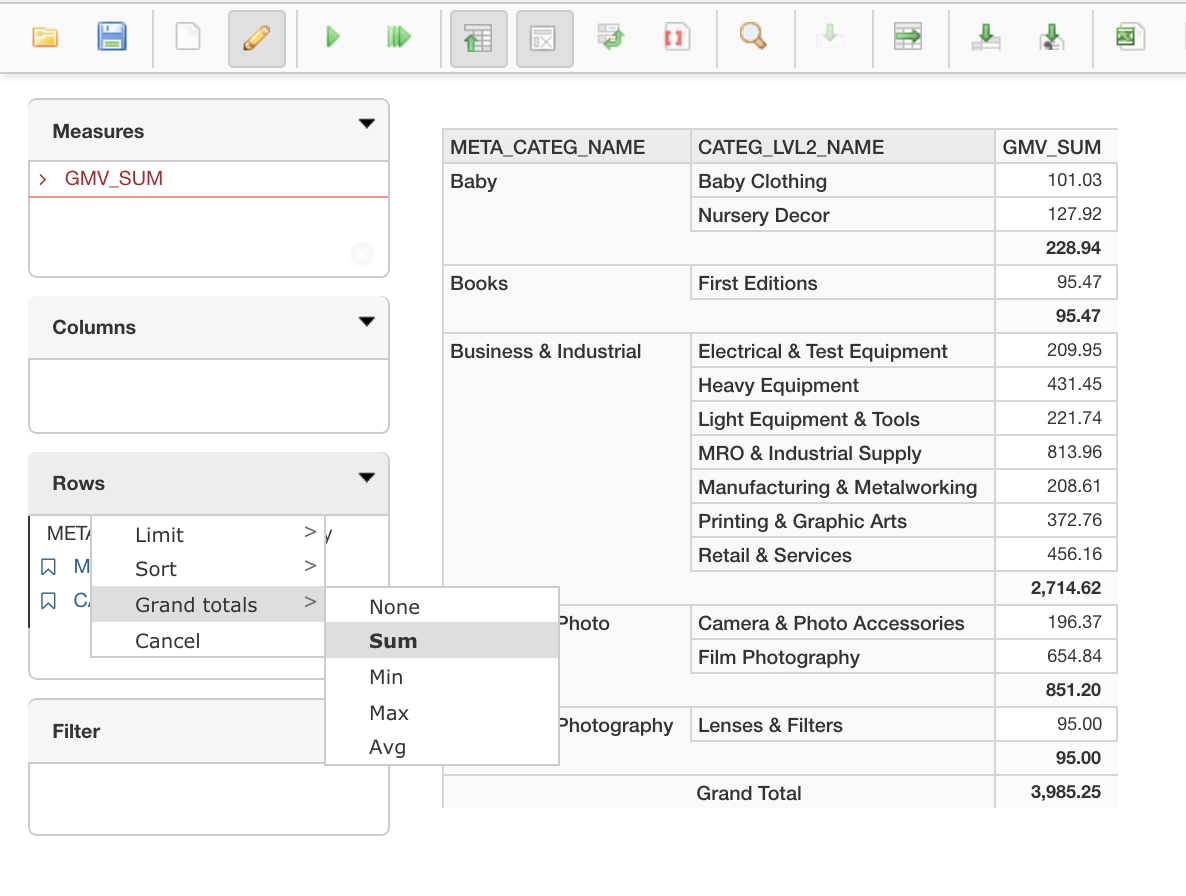 Measures
> GMV_SUM
Columns
Rows
META
y
M
CA
Limit >
Sort >
Grand totals >
Cancel
None
Sum
Min
Max
Avg
Filter
META_CATEG_NAME CATEG_LVL2_NAME GMV_SUM
Baby Baby Clothing 101.03
Nursery Decor 127.92
228.94
Books First Editions 95.47
95.47
Business & Industrial Electrical & Test Equipment 209.95
Heavy Equipment 431.45
Light Equipment & Tools 221.74
MRO & Industrial Supply 813.96
Manufacturing & Metalworking 208.61
Printing & Graphic Arts 372.76
Retail & Services 456.16
2,714.62
Photo Camera & Photo Accessories 196.37
Film Photography 654.84
851.20
Photography Lenses & Filters 95.00
95.00
Grand Total 3,985.25